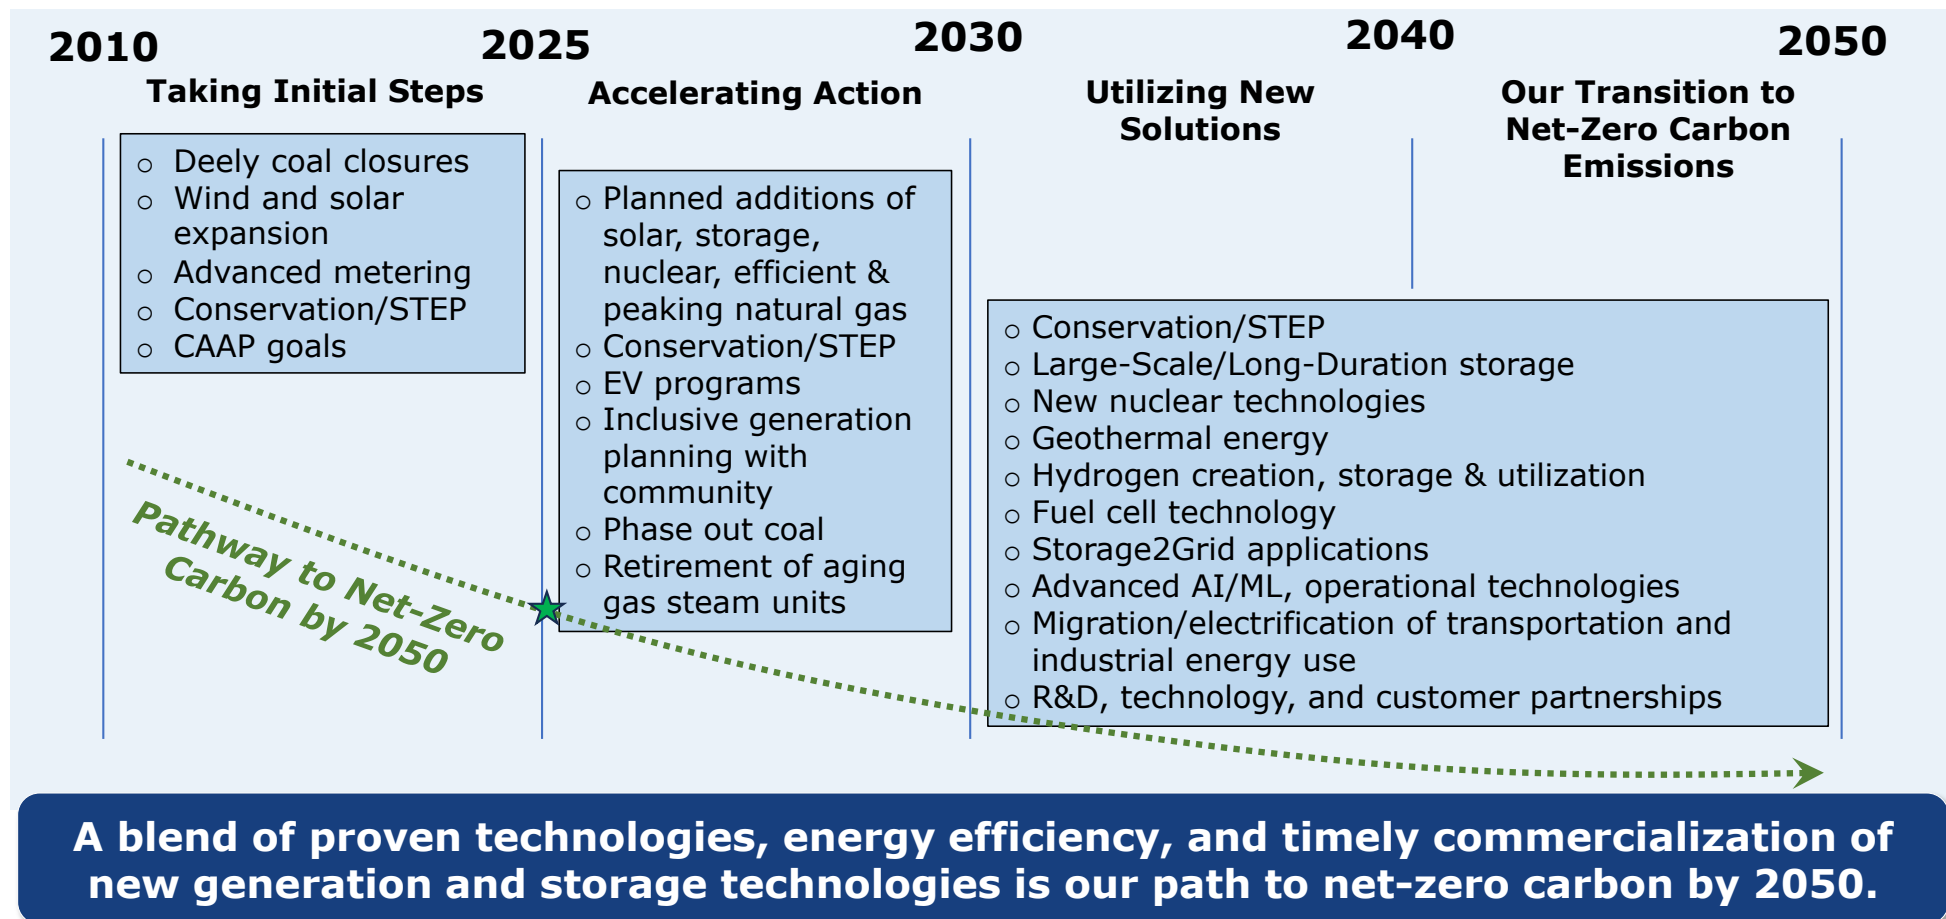 2010
2025
2030
2040
2050
Taking Initial Steps
○ Deely coal closures
○ Wind and solar
expansion
○ Advanced metering
○ Conservation/STEP
○ CAAP goals
Accelerating Action
○ Planned additions of
solar, storage,
nuclear, efficient &
peaking natural gas
○ Conservation/STEP
○ EV programs
○ Inclusive generation
planning with
community
○ Phase out coal
○ Retirement of aging
gas steam units
Utilizing New
Solutions
Our Transition to
Net-Zero Carbon
Emissions
○ Conservation/STEP
○ Large-Scale/Long-Duration storage
○ New nuclear technologies
○ Geothermal energy
○ Hydrogen creation, storage & utilization
○ Fuel cell technology
○ Storage2Grid applications
○ Advanced AI/ML, operational technologies
○ Migration/electrification of transportation and
industrial energy use
○ R&D, technology, and customer partnerships
Pathway to Net-Zero
Carbon by 2050
A blend of proven technologies, energy efficiency, and timely commercialization of
new generation and storage technologies is our path to net-zero carbon by 2050.